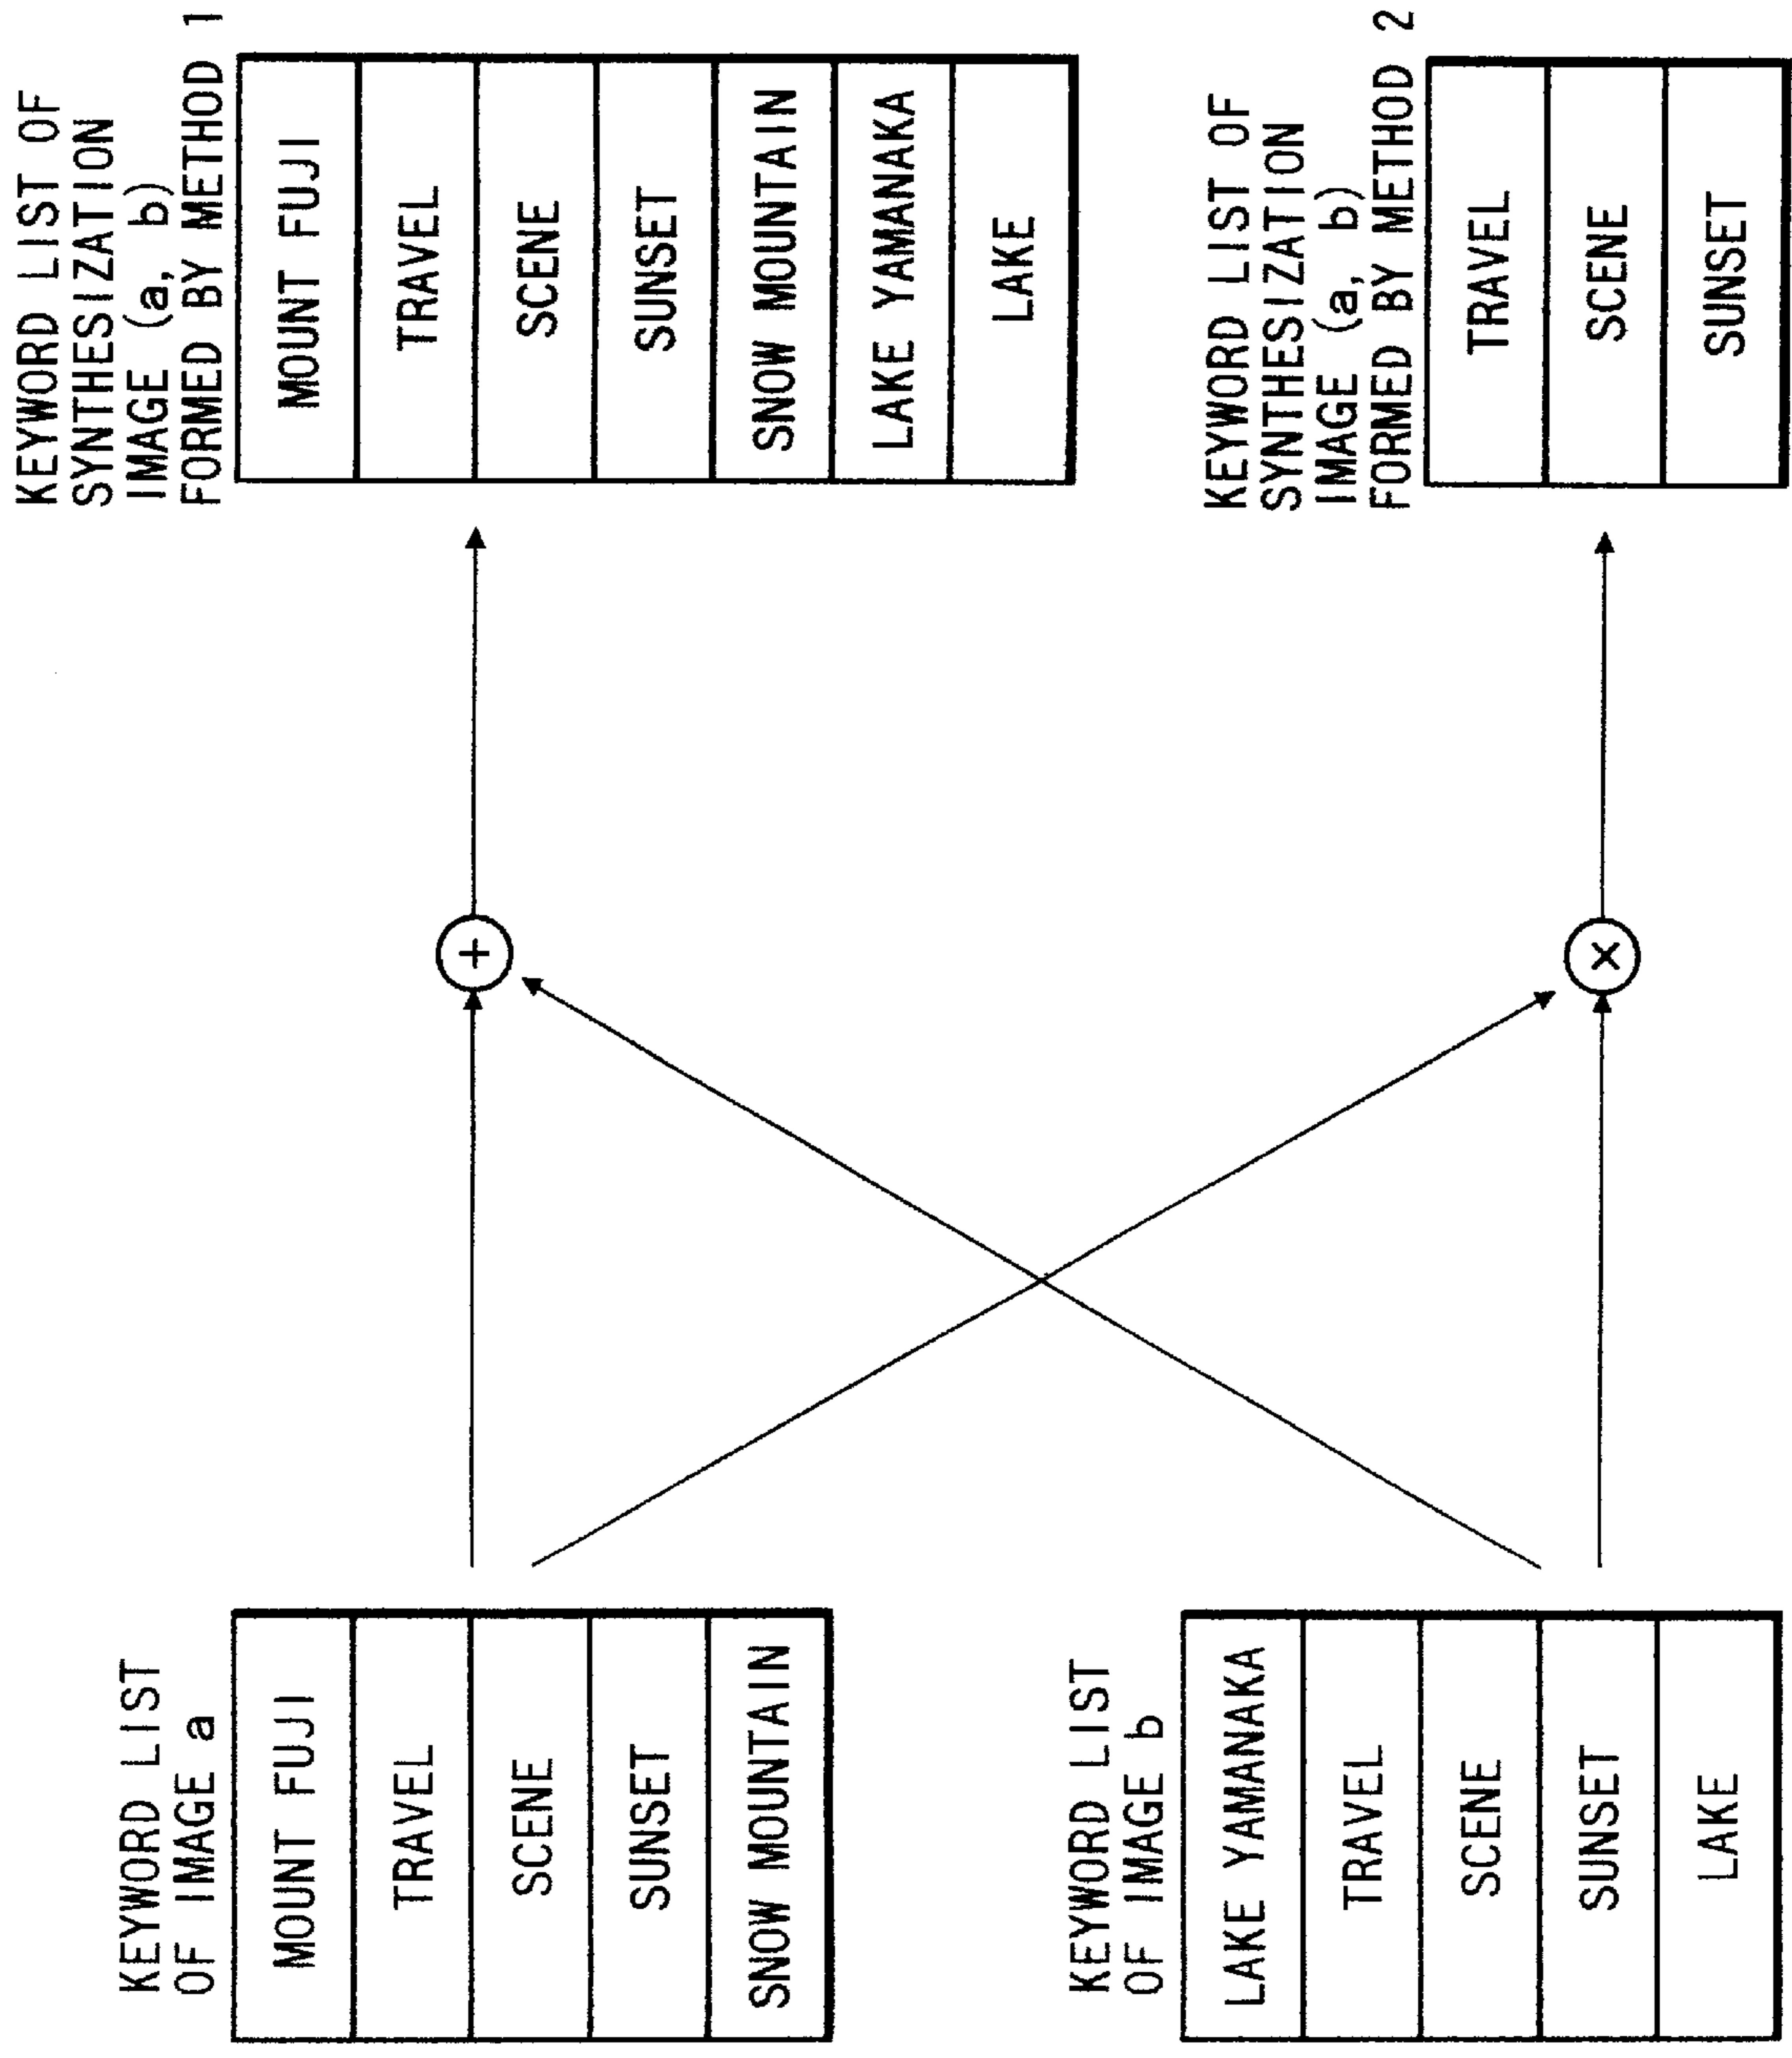 KEYWORD LIST
OF IMAGE a
MOUNT FUJI
TRAVEL
SCENE
SUNSET
SNOW MOUNTAIN
KEYWORD LIST
OF IMAGE b
LAKE YAMANAKA
TRAVEL
SCENE
SUNSET
LAKE
+
×
KEYWORD LIST OF
SYNTHESIZATION
IMAGE (a, b)
FORMED BY METHOD 1
MOUNT FUJI
TRAVEL
SCENE
SUNSET
SNOW MOUNTAIN
LAKE YAMANAKA
LAKE
KEYWORD LIST OF
SYNTHESIZATION
IMAGE (a, b)
FORMED BY METHOD 2
TRAVEL
SCENE
SUNSET